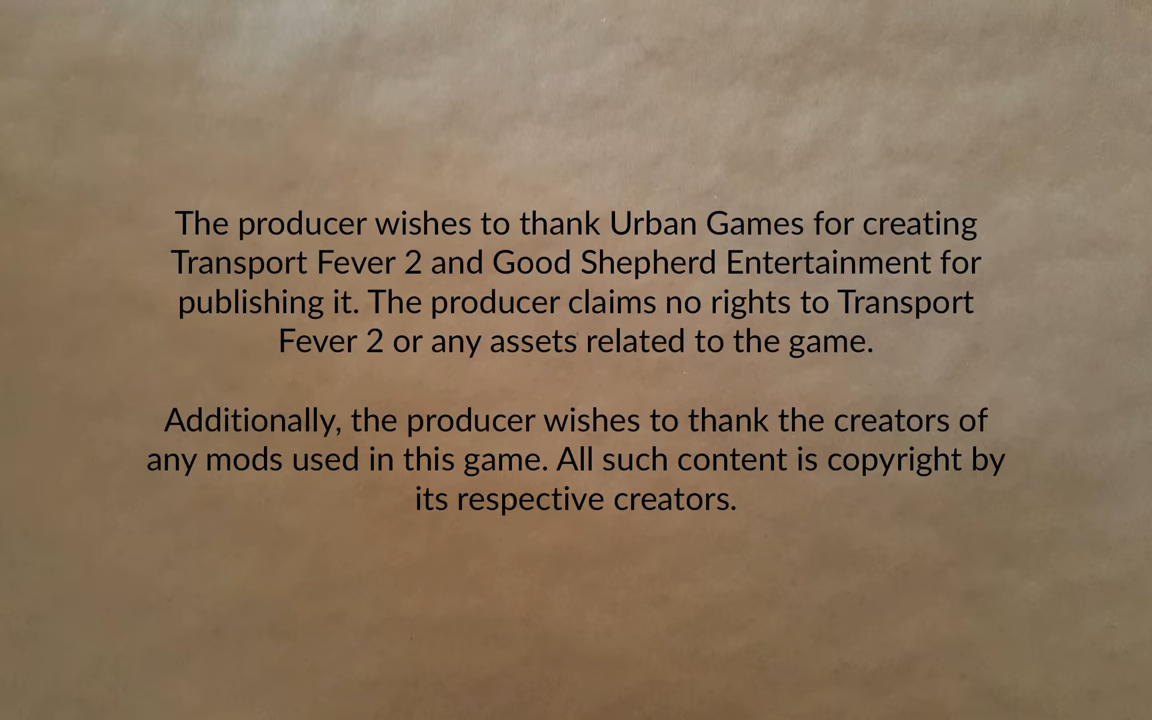 The producer wishes to thank Urban Games for creating
Transport Fever 2 and Good Shepherd Entertainment for
publishing it. The producer claims no rights to Transport
Fever 2 or any assets related to the game.
Additionally, the producer wishes to thank the creators of
any mods used in this game. All such content is copyright by
its respective creators.